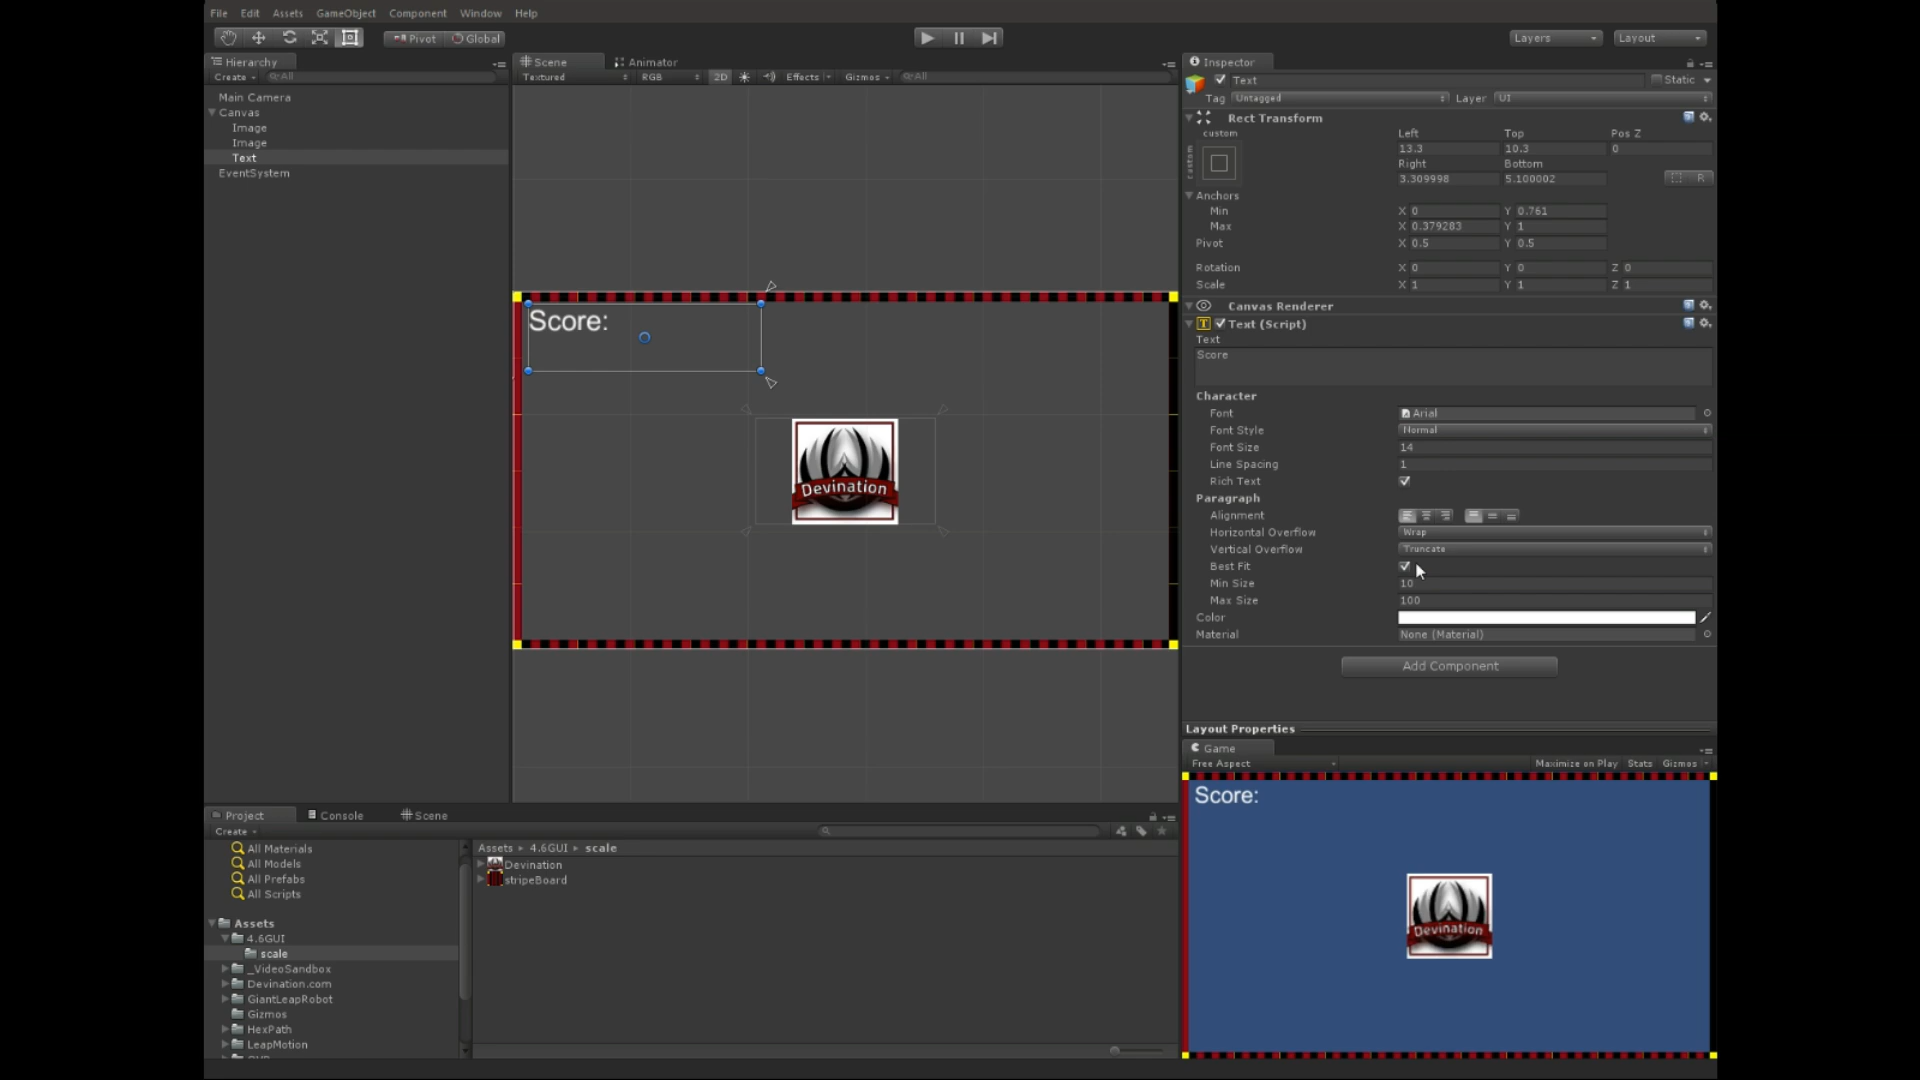 File Edit Assets GameObject Component Window Help
Pivot Global Layers Layout
Hierarchy
Create All
Main Camera
Canvas
Image
Image
Text
EventSystem
Scene Animator
Textured RGB 2D Effects Gizmos All
Score:
Devination
Inspector
Text Static
Tag Untagged Layer UI
Rect Transform
custom Left Top Pos Z
custom
13.3 10.3 0
Right Bottom
3.309998 5.100002 R
Anchors
Min X 0 Y 0.761
Max X 0.379283 Y 1
Pivot X 0.5 Y 0.5
Rotation X 0 Y 0 Z 0
Scale X 1 Y 1 Z 1
Canvas Renderer
T Text (Script)
Text
Score
Character
Font Arial
Font Style Normal
Font Size 14
Line Spacing 1
Rich Text
Paragraph
Alignment
Horizontal Overflow Wrap
Vertical Overflow Truncate
Best Fit
Min Size 10
Max Size 100
Color
Material None (Material)
Add Component
Layout Properties
Game
Free Aspect Maximize on Play Stats Gizmos
Score:
Devination
Project Console Scene
Create
All Materials
All Models
All Prefabs
All Scripts
Assets
4.6GUI
scale
_VideoSandbox
Devination.com
GiantLeapRobot
Gizmos
HexPath
LeapMotion
Assets 4.6GUI scale
Devination
stripeBoard